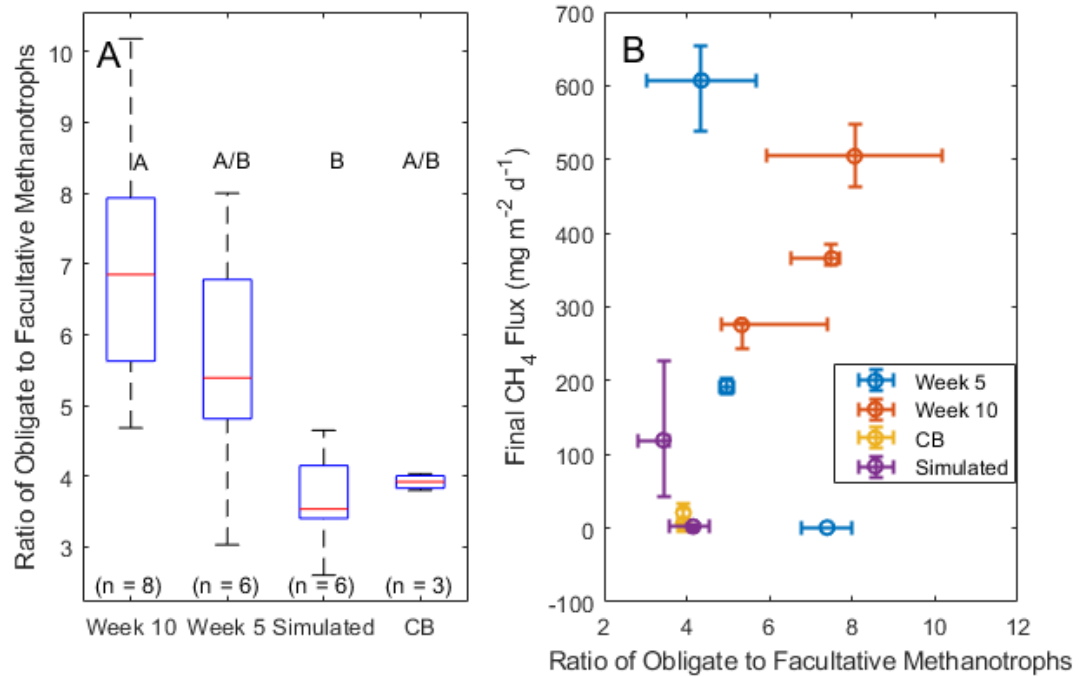 A
Ratio of Obligate to Facultative Methanotrophs
10
9
8
7
6
5
4
3
A
A/B
B
A/B
(n = 8)
(n = 6)
(n = 6)
(n = 3)
Week 10
Week 5
Simulated
CB
B
Final CH₄ Flux (mg m⁻² d⁻¹)
700
600
500
400
300
200
100
0
-100
Week 5
Week 10
CB
Simulated
2
4
6
8
10
12
Ratio of Obligate to Facultative Methanotrophs